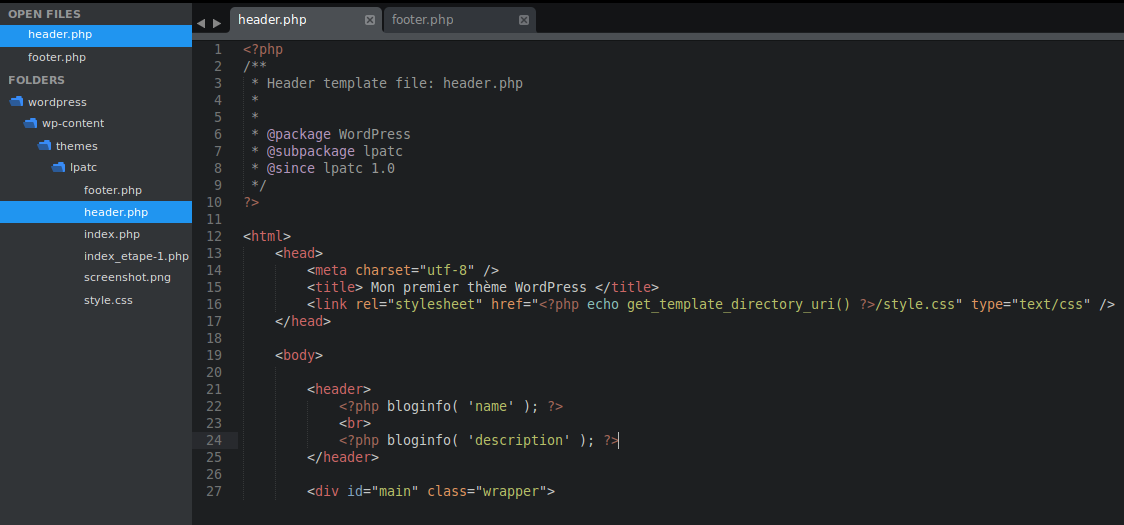 OPEN FILES
header.php
footer.php
FOLDERS
wordpress
wp-content
themes
lpatc
footer.php
header.php
index.php
index_etape-1.php
screenshot.png
style.css
header.php
footer.php
1 <?php
2 /**
3  * Header template file: header.php
4  *
5  *
6  * @package WordPress
7  * @subpackage lpatc
8  * @since lpatc 1.0
9  */
10 ?>
11
12 <html>
13     <head>
14         <meta charset="utf-8" />
15         <title> Mon premier thème WordPress </title>
16         <link rel="stylesheet" href="<?php echo get_template_directory_uri() ?>/style.css" type="text/css" />
17     </head>
18
19     <body>
20
21         <header>
22             <?php bloginfo( 'name' ); ?>
23             <br>
24             <?php bloginfo( 'description' ); ?>
25         </header>
26
27         <div id="main" class="wrapper">